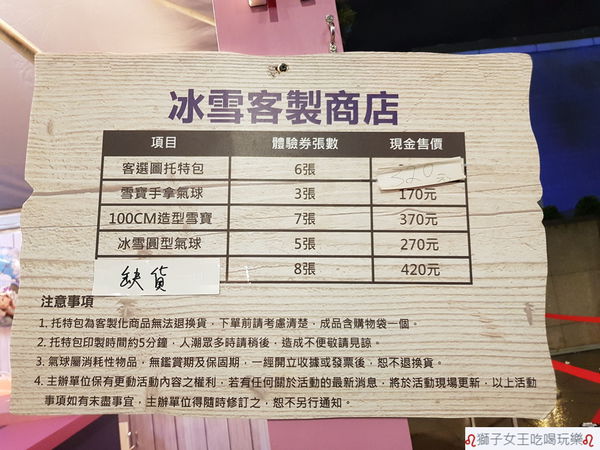 冰雪客製商店
項目 體驗券張數 現金售價
客選圖托特包 6張 320元
雪寶手拿氣球 3張 170元
100CM造型雪寶 7張 370元
冰雪圓型氣球 5張 270元
缺貨 8張 420元
注意事項
1. 托特包為客製化商品無法退換貨，下單前請考慮清楚，成品含購物袋一個。
2. 托特包印製時間約5分鐘，人潮眾多時請稍後，造成不便敬請見諒。
3. 氣球屬消耗性物品，無鑑賞期及保固期，一經開立收據或發票後，恕不退換貨。
4. 主辦單位保有更動活動內容之權利，若有任何關於活動的最新消息，將於活動現場更新，以上活動
事項如有未盡事宜，主辦單位得隨時修訂之，恕不另行通知。
♌獅子女王吃喝玩樂♌